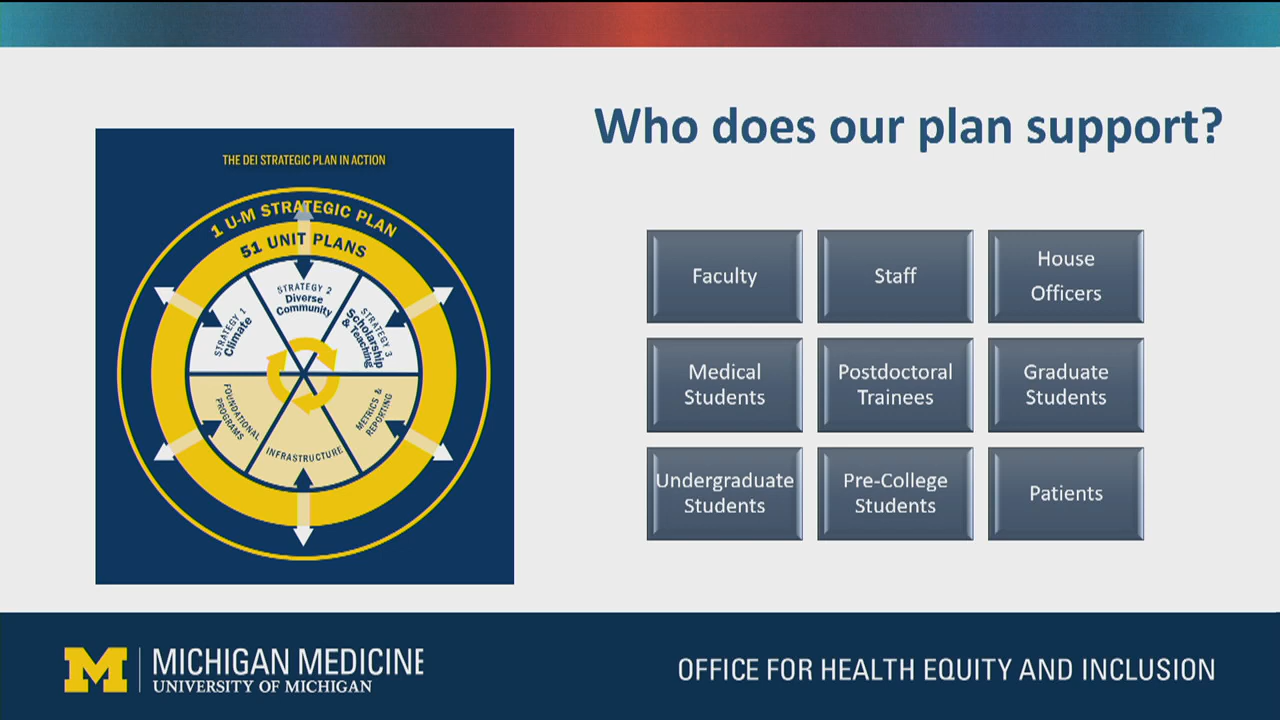 Who does our plan support?
THE DEI STRATEGIC PLAN IN ACTION
1 U-M STRATEGIC PLAN
51 UNIT PLANS
STRATEGY 1
Climate
STRATEGY 2
Diverse
Community
STRATEGY 3
Scholarship
& Teaching
FOUNDATIONAL
PROGRAMS
INFRASTRUCTURE
METRICS &
REPORTING
Faculty
Staff
House
Officers
Medical
Students
Postdoctoral
Trainees
Graduate
Students
Undergraduate
Students
Pre-College
Students
Patients
M
MICHIGAN MEDICINE
UNIVERSITY OF MICHIGAN
OFFICE FOR HEALTH EQUITY AND INCLUSION